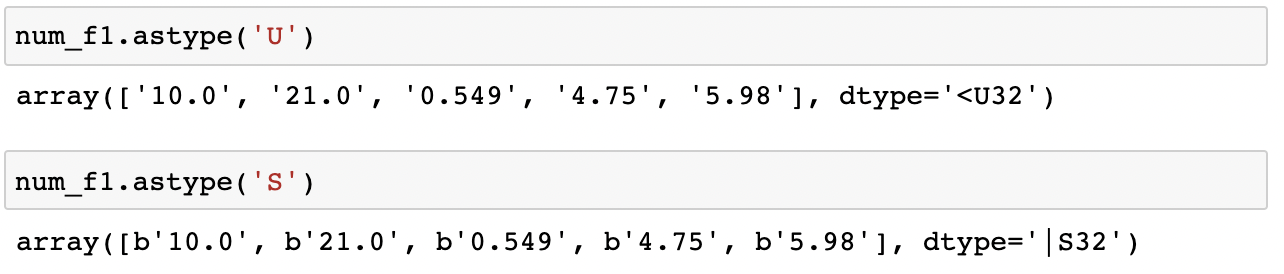 num_f1.astype('U')
array(['10.0', '21.0', '0.549', '4.75', '5.98'], dtype='<U32')
num_f1.astype('S')
array([b'10.0', b'21.0', b'0.549', b'4.75', b'5.98'], dtype='|S32')